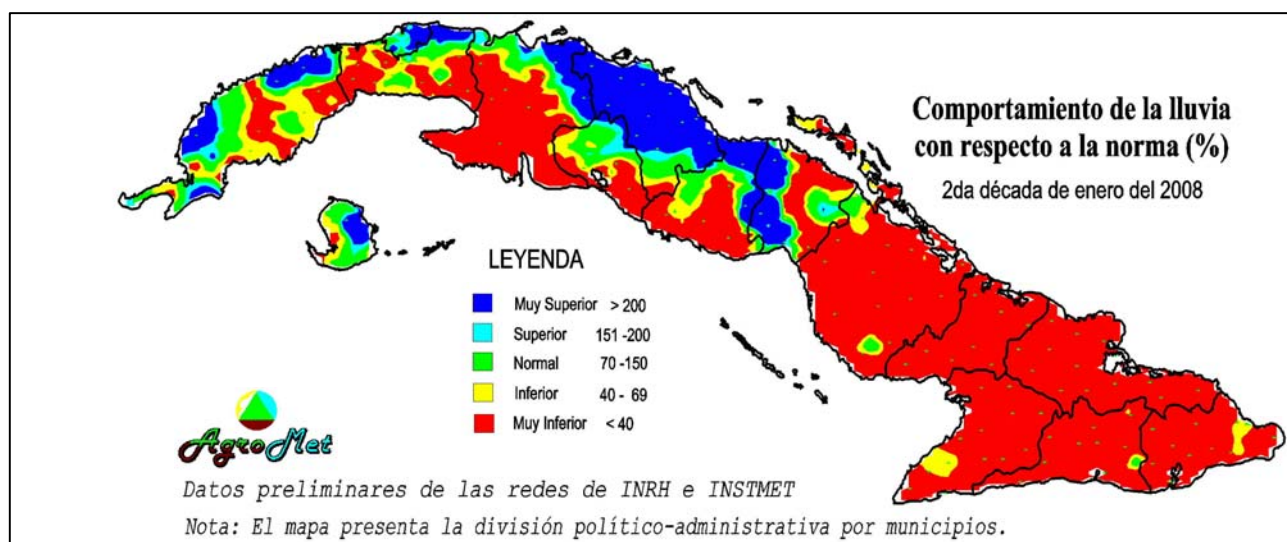 Comportamiento de la lluvia
con respecto a la norma (%)
2da década de enero del 2008
LEYENDA
Muy Superior > 200
Superior 151 -200
Normal 70 -150
Inferior 40 - 69
Muy Inferior < 40
AgroMet
Datos preliminares de las redes de INRH e INSTMET
Nota: El mapa presenta la división político-administrativa por municipios.